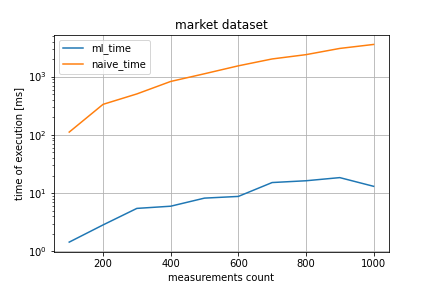 market dataset
ml_time
naive_time
time of execution [ms]
10³
10²
10¹
10⁰
200 400 600 800 1000
measurements count